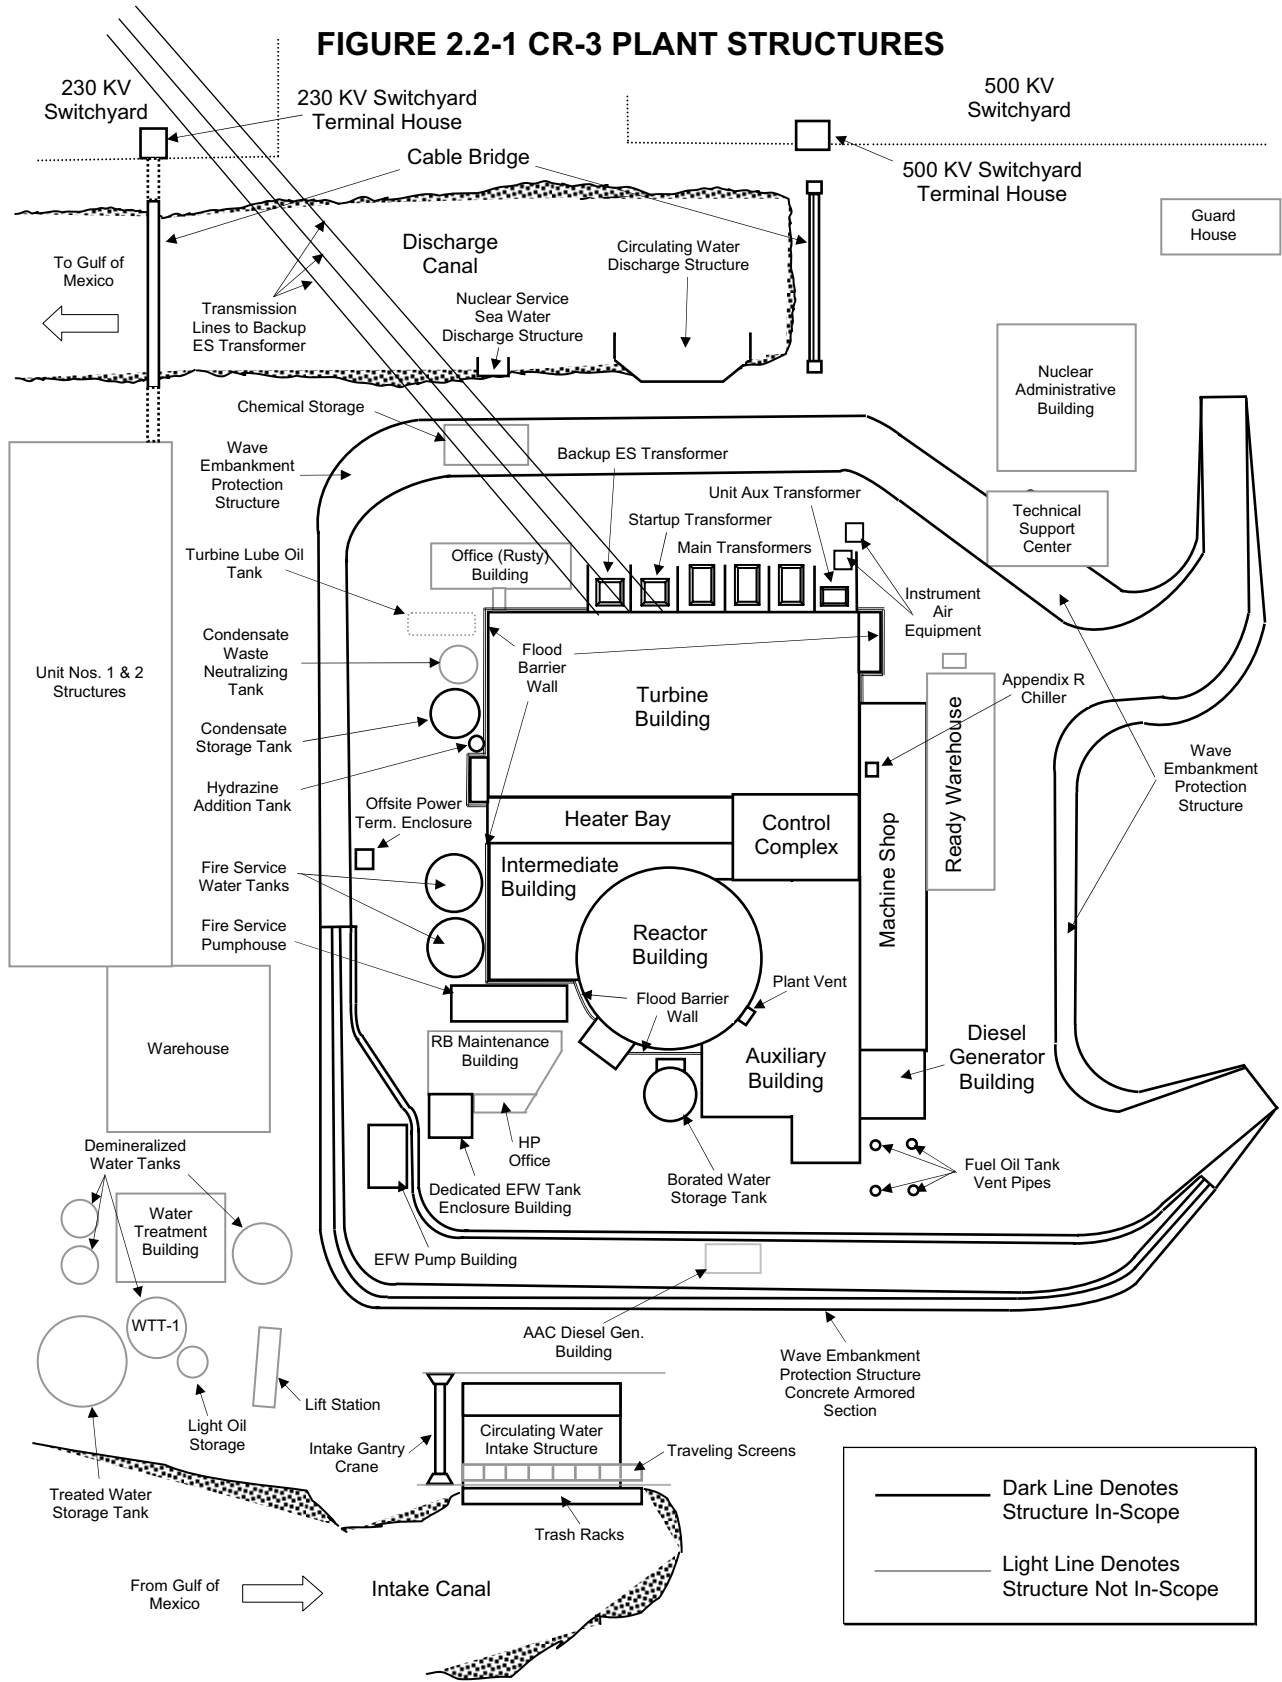 FIGURE 2.2-1 CR-3 PLANT STRUCTURES
230 KV
Switchyard
230 KV Switchyard
Terminal House
500 KV
Switchyard
Cable Bridge
500 KV Switchyard
Terminal House
Guard
House
Discharge
Canal
Circulating Water
Discharge Structure
To Gulf of
Mexico
Transmission
Lines to Backup
ES Transformer
Nuclear Service
Sea Water
Discharge Structure
Nuclear
Administrative
Building
Chemical Storage
Wave
Embankment
Protection
Structure
Backup ES Transformer
Unit Aux Transformer
Startup Transformer
Main Transformers
Technical
Support
Center
Turbine Lube Oil
Tank
Office (Rusty)
Building
Instrument
Air
Equipment
Condensate
Waste
Neutralizing
Tank
Flood
Barrier
Wall
Unit Nos. 1 & 2
Structures
Turbine
Building
Appendix R
Chiller
Ready Warehouse
Condensate
Storage Tank
Wave
Embankment
Protection
Structure
Hydrazine
Addition Tank
Offsite Power
Term. Enclosure
Heater Bay
Control
Complex
Machine Shop
Fire Service
Water Tanks
Intermediate
Building
Fire Service
Pumphouse
Reactor
Building
Plant Vent
Flood Barrier
Wall
Warehouse
RB Maintenance
Building
Auxiliary
Building
Diesel
Generator
Building
Demineralized
Water Tanks
HP
Office
Dedicated EFW Tank
Enclosure Building
Borated Water
Storage Tank
Fuel Oil Tank
Vent Pipes
Water
Treatment
Building
EFW Pump Building
WTT-1
AAC Diesel Gen.
Building
Wave Embankment
Protection Structure
Concrete Armored
Section
Lift Station
Light Oil
Storage
Intake Gantry
Crane
Circulating Water
Intake Structure
Traveling Screens
Treated Water
Storage Tank
Trash Racks
Dark Line Denotes
Structure In-Scope
Light Line Denotes
Structure Not In-Scope
From Gulf of
Mexico
Intake Canal